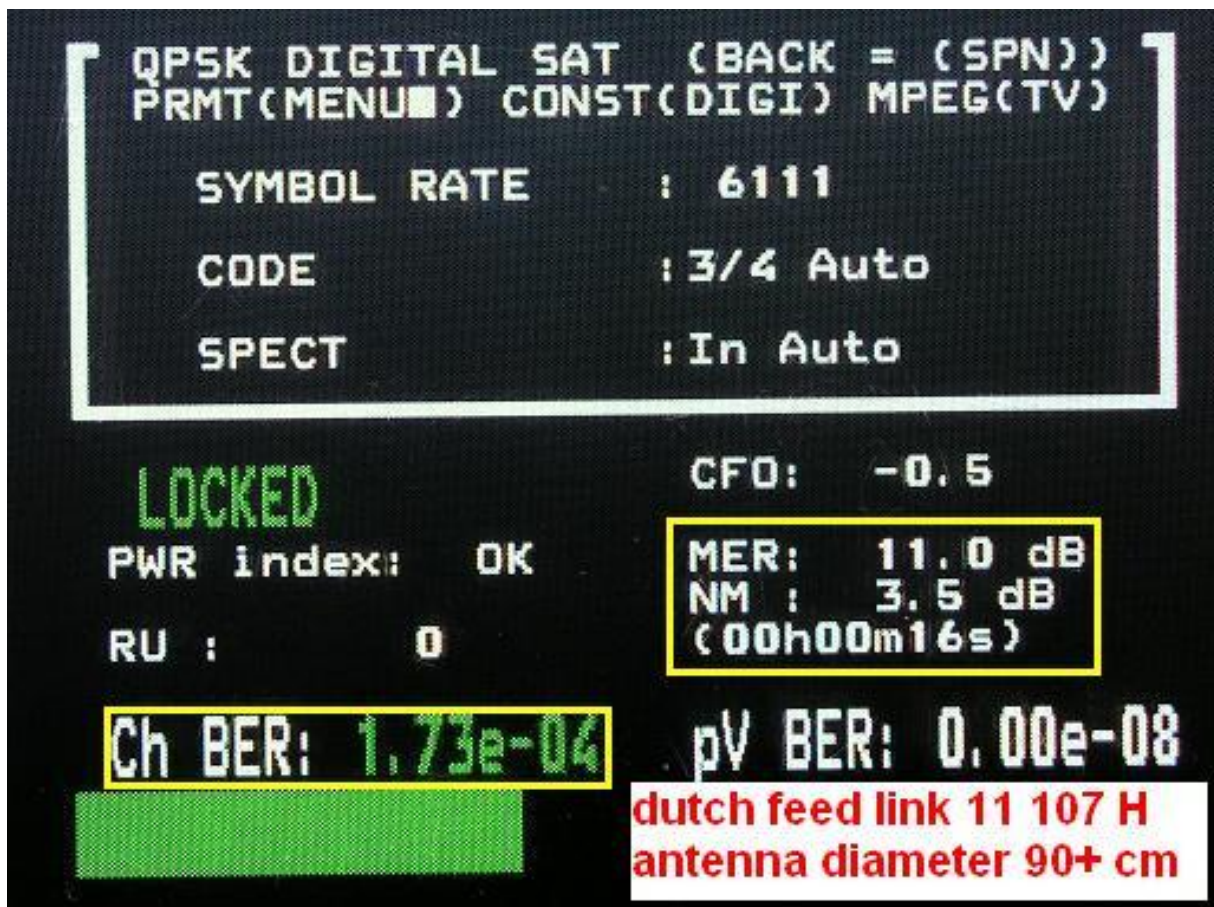 QPSK DIGITAL SAT (BACK = (SPN))
PRMT(MENU■) CONST(DIGI) MPEG(TV)
SYMBOL RATE : 6111
CODE :3/4 Auto
SPECT :In Auto
LOCKED
CFO: -0.5
PWR index: OK
MER: 11.0 dB
NM : 3.5 dB
(00h00m16s)
RU : 0
Ch BER: 1.73e-04
pV BER: 0.00e-08
dutch feed link 11 107 H
antenna diameter 90+ cm